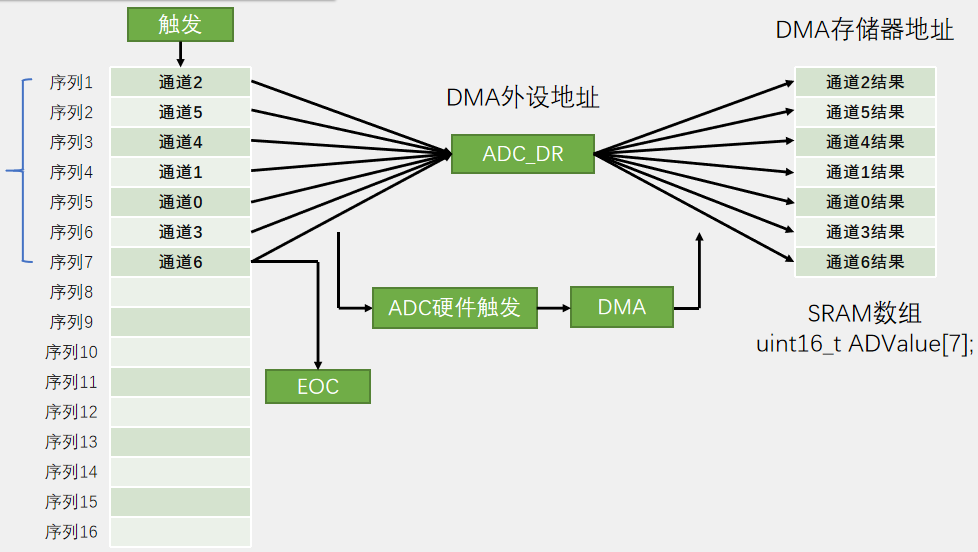 触发
DMA存储器地址
序列1 通道2
序列2 通道5
序列3 通道4
序列4 通道1
序列5 通道0
序列6 通道3
序列7 通道6
序列8
序列9
序列10
序列11
序列12
序列13
序列14
序列15
序列16
DMA外设地址
ADC_DR
ADC硬件触发
DMA
EOC
通道2结果
通道5结果
通道4结果
通道1结果
通道0结果
通道3结果
通道6结果
SRAM数组
uint16_t ADValue[7];